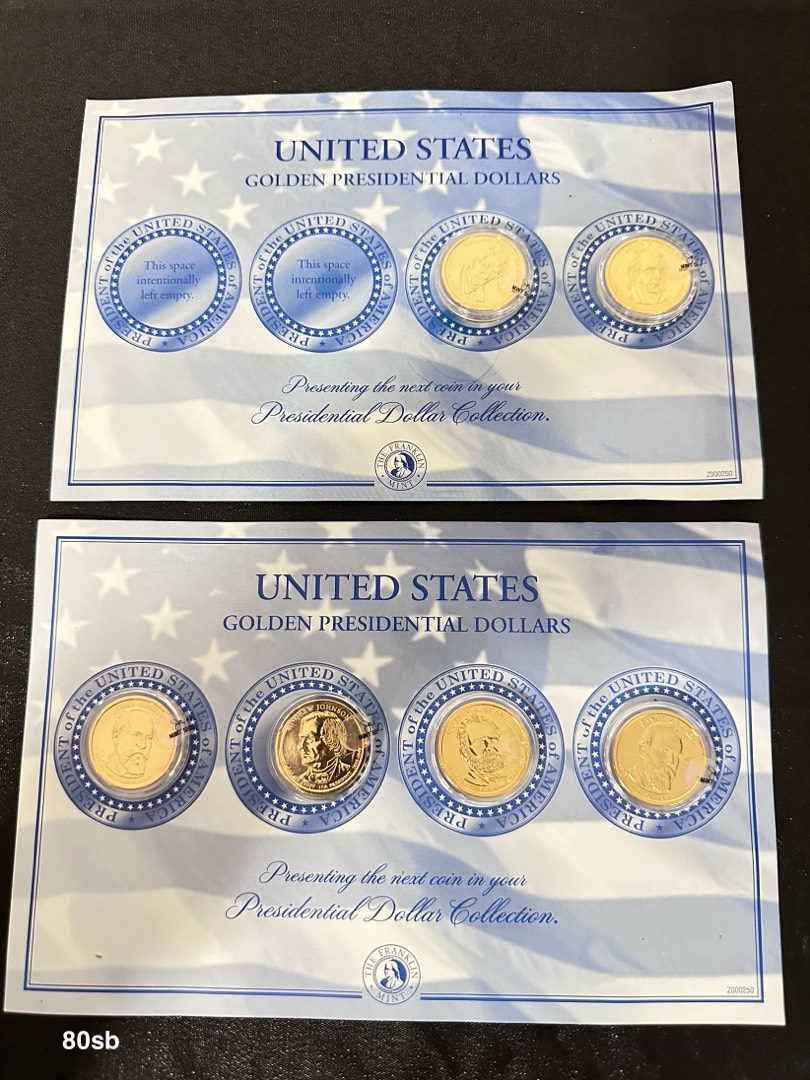 UNITED STATES
GOLDEN PRESIDENTIAL DOLLARS
PRESIDENT of the UNITED STATES of AMERICA
This space
intentionally
left empty.
PRESIDENT of the UNITED STATES of AMERICA
This space
intentionally
left empty.
PRESIDENT of the UNITED STATES of AMERICA
PRESIDENT of the UNITED STATES of AMERICA
Presenting the next coin in your
Presidential Dollar Collection.
THE FRANKLIN
MINT
Z000250
UNITED STATES
GOLDEN PRESIDENTIAL DOLLARS
PRESIDENT of the UNITED STATES of AMERICA
PRESIDENT of the UNITED STATES of AMERICA
ANDREW JOHNSON
PRESIDENT of the UNITED STATES of AMERICA
PRESIDENT of the UNITED STATES of AMERICA
Presenting the next coin in your
Presidential Dollar Collection.
THE FRANKLIN
MINT
Z000250
80sb